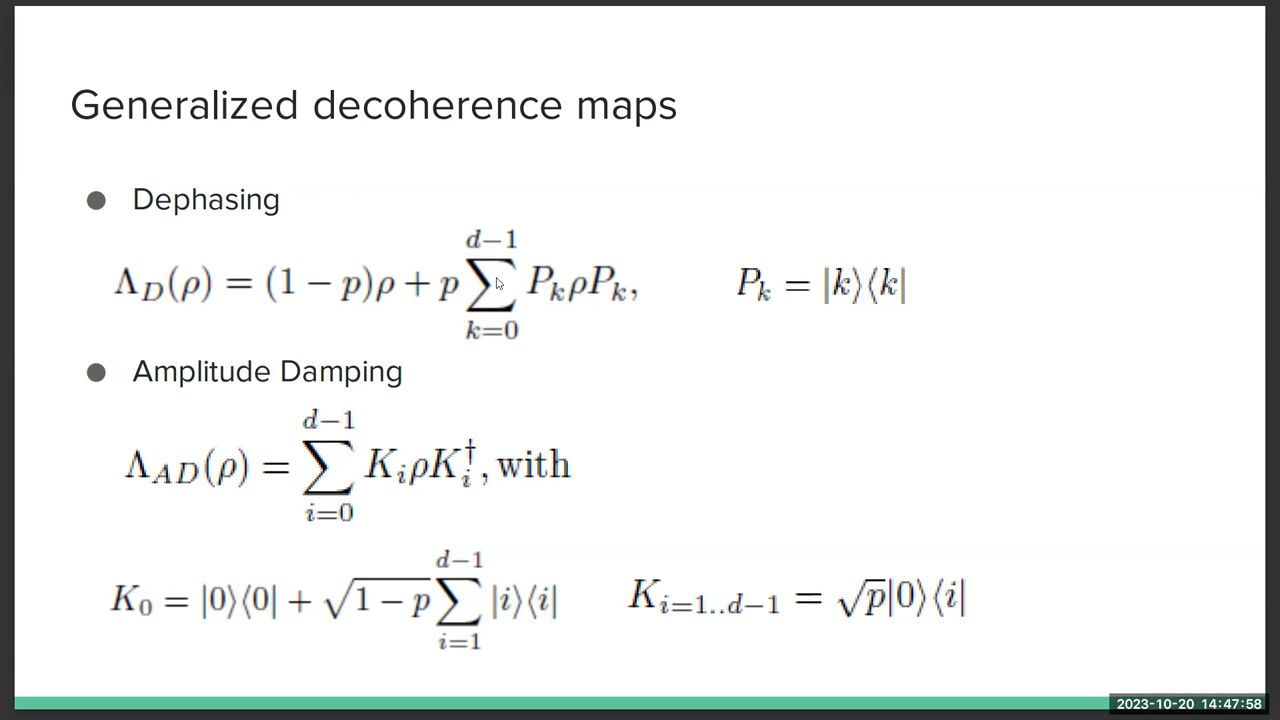 Generalized decoherence maps
● Dephasing
Λ_D(ρ) = (1 − p)ρ + p ∑_{k=0}^{d−1} P_k ρ P_k, P_k = |k⟩⟨k|
● Amplitude Damping
Λ_{AD}(ρ) = ∑_{i=0}^{d−1} K_i ρ K_i^†, with
K_0 = |0⟩⟨0| + √(1 − p) ∑_{i=1}^{d−1} |i⟩⟨i| K_{i=1..d−1} = √p|0⟩⟨i|
2023-10-20 14:47:58